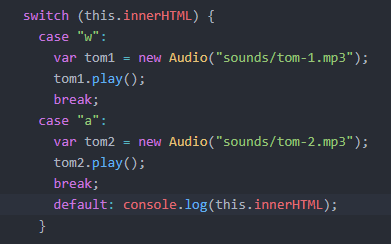 switch (this.innerHTML) {
  case "w":
    var tom1 = new Audio("sounds/tom-1.mp3");
    tom1.play();
    break;
  case "a":
    var tom2 = new Audio("sounds/tom-2.mp3");
    tom2.play();
    break;
    default: console.log(this.innerHTML);
  }